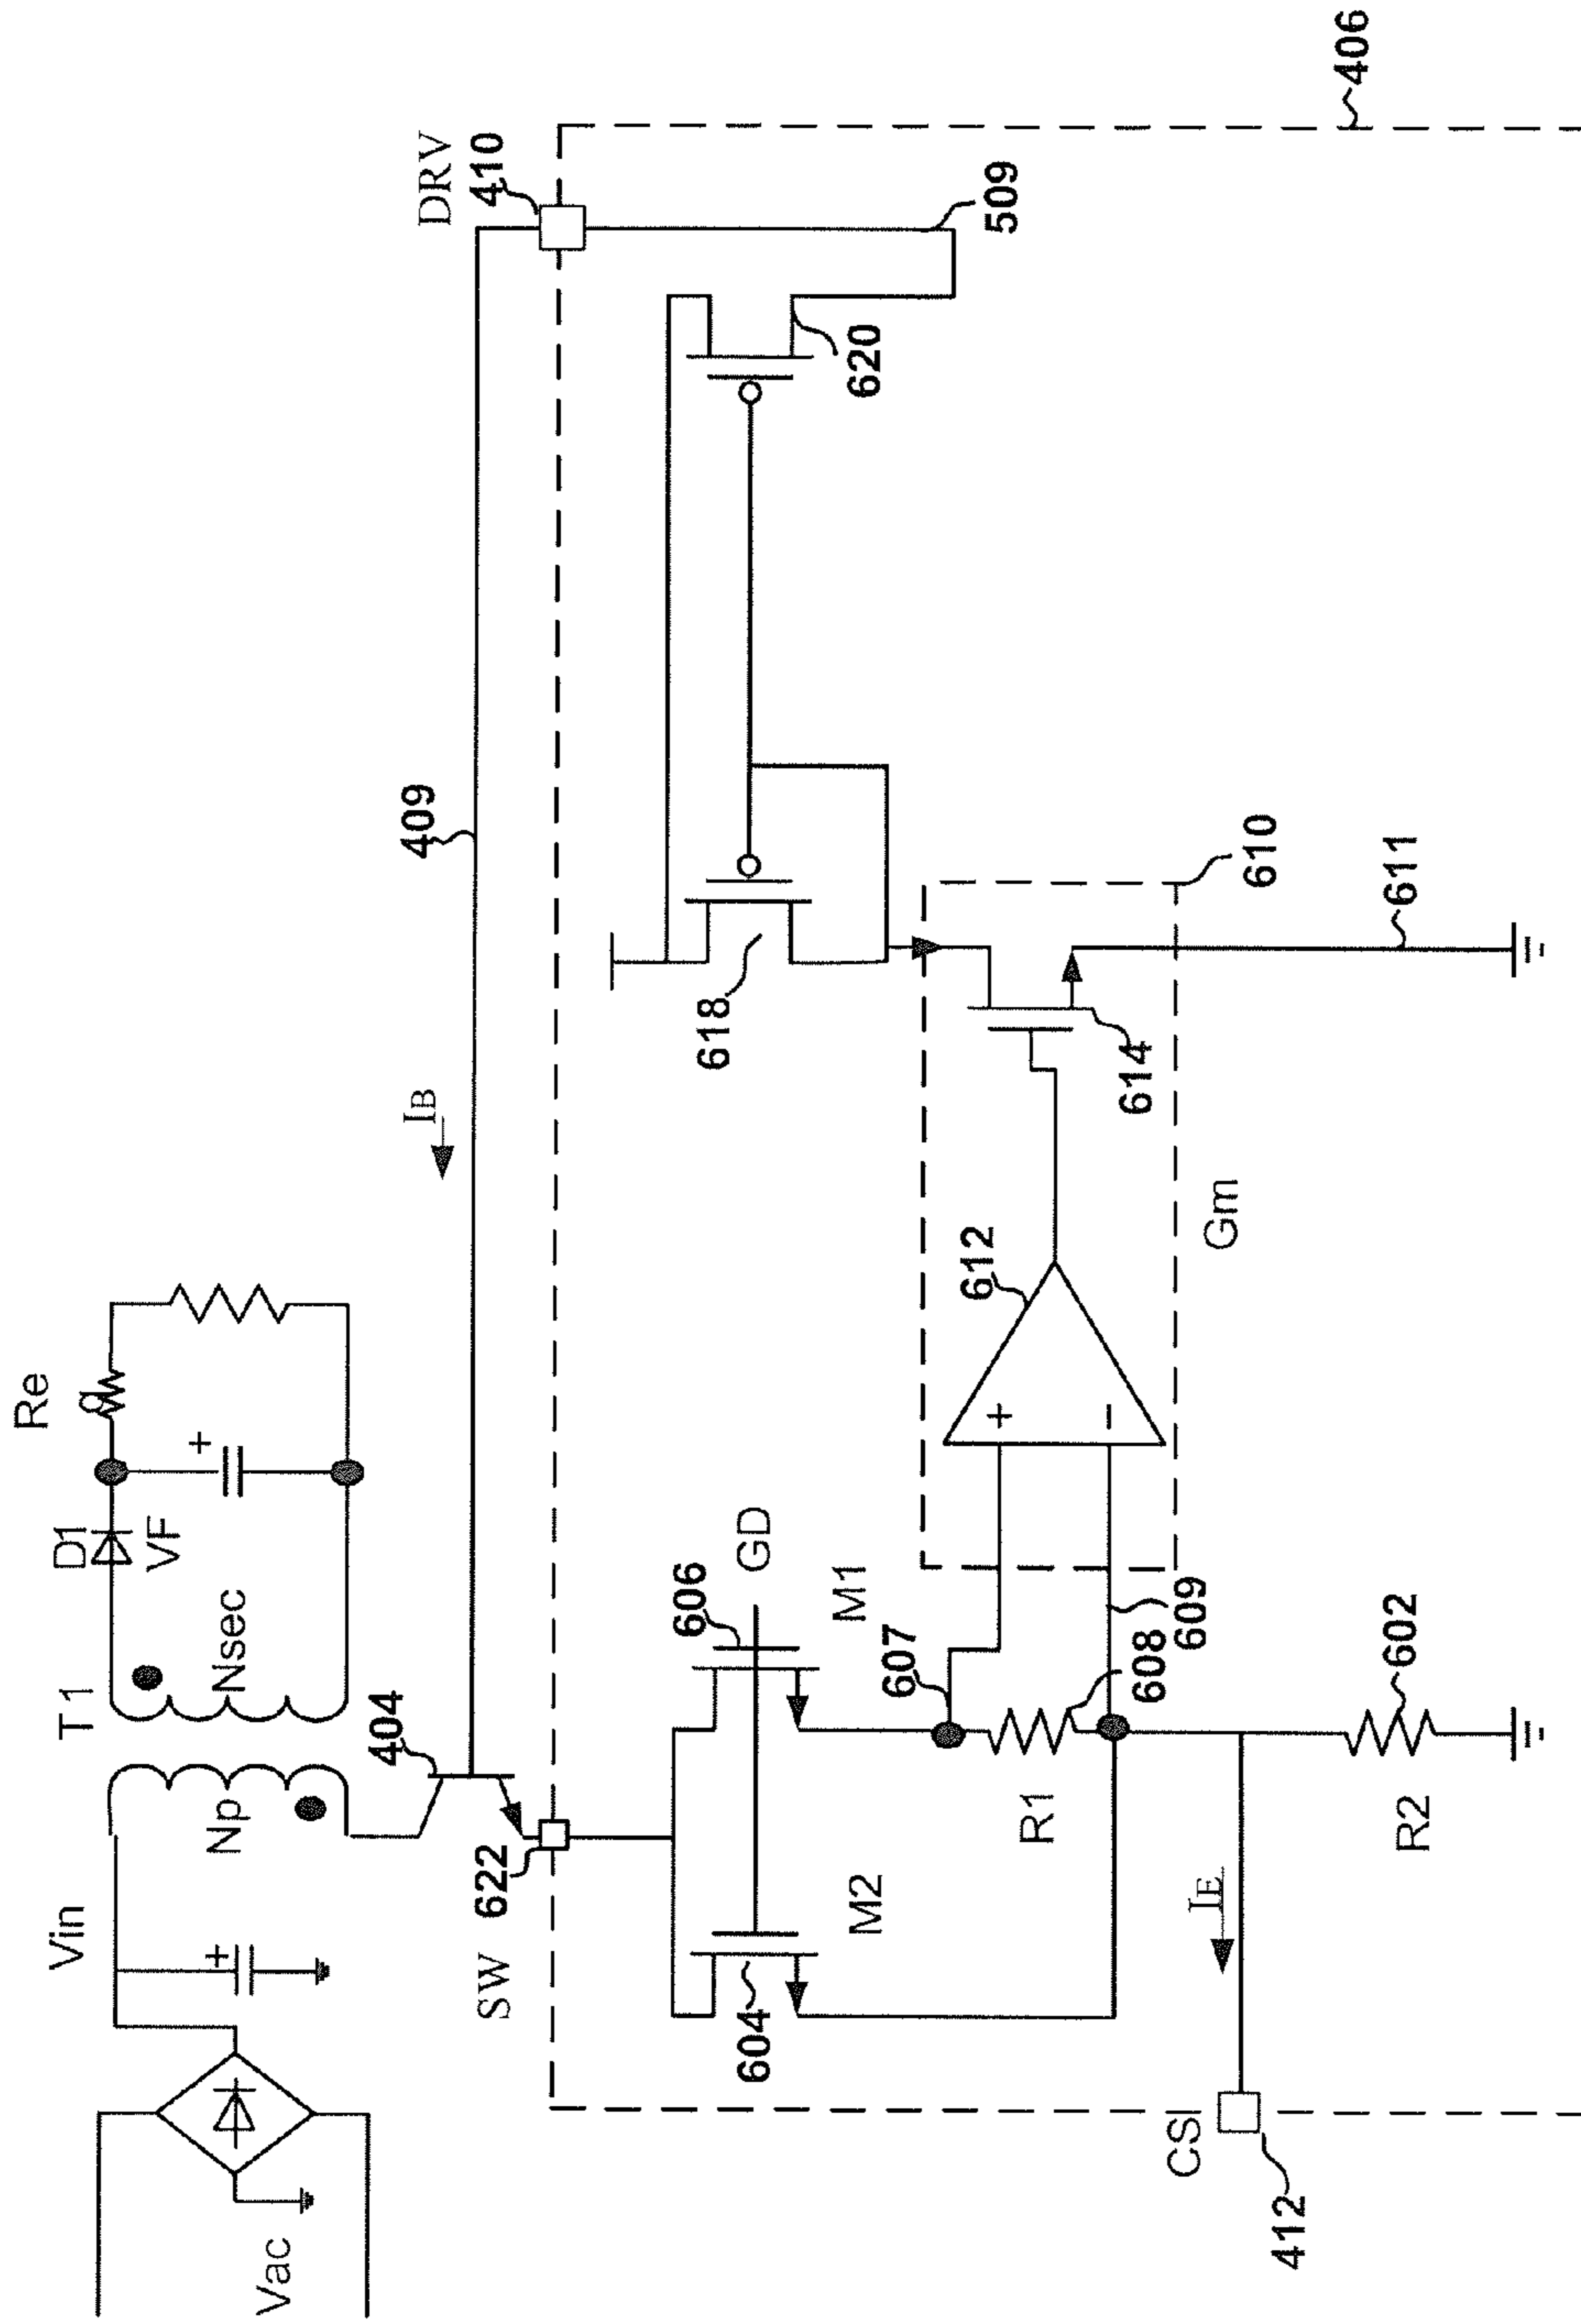 Vac
Vin
Np
T1
Nsec
D1
VF
Re
+
+
404
622
SW
IB
409
DRV
410
604
M2
606
GD
M1
607
608
609
R1
R2
602
IE
CS
412
612
+
−
Gm
614
610
611
618
620
509
406